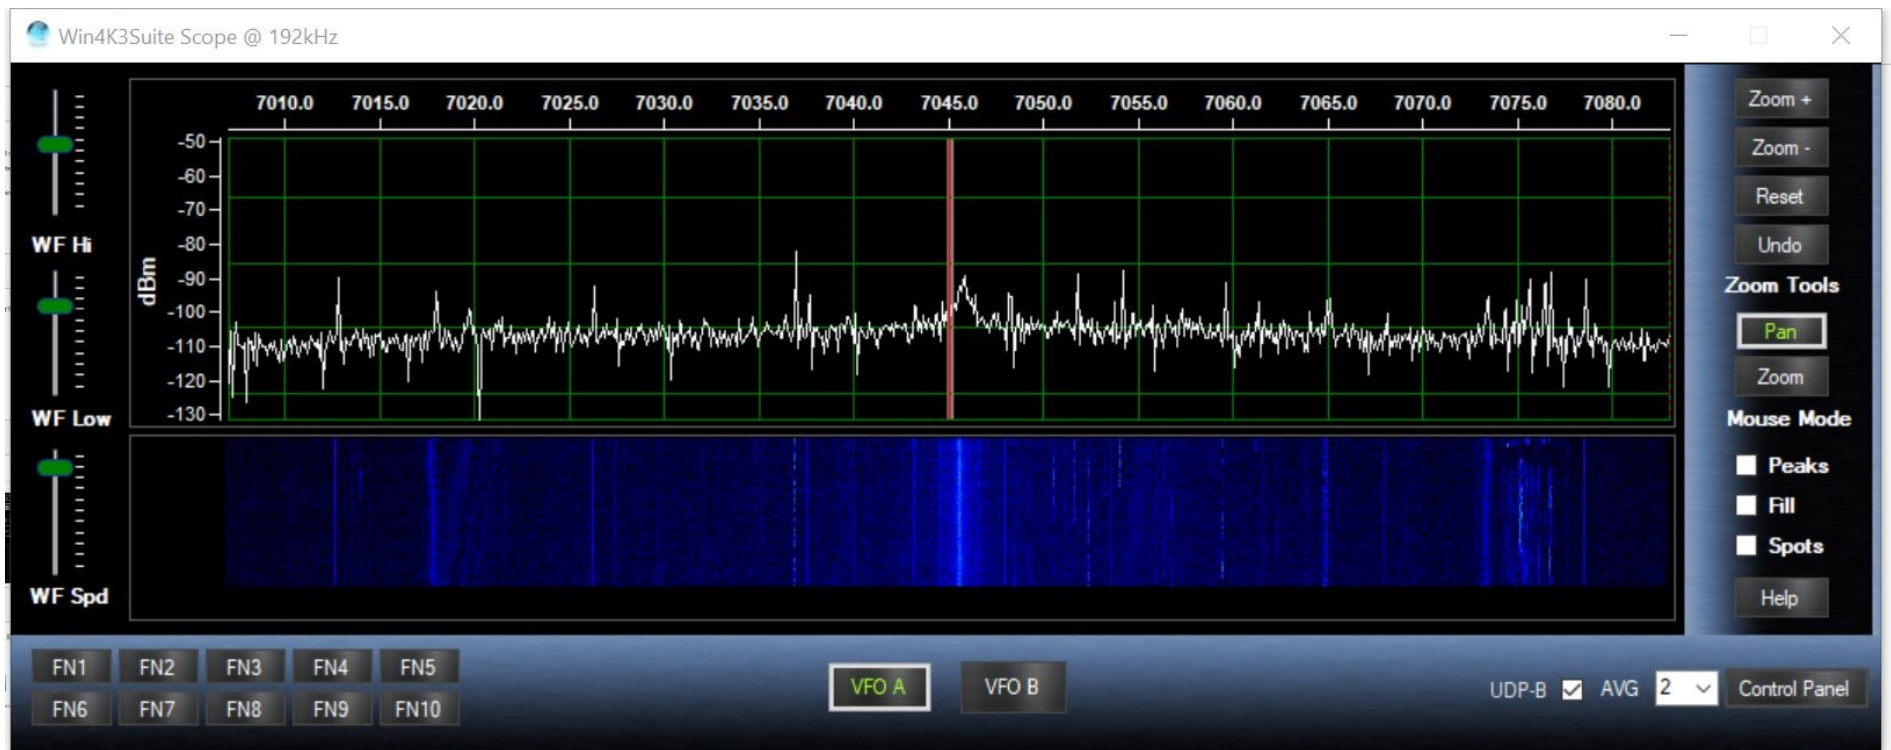 Win4K3Suite Scope @ 192kHz
7010.0 7015.0 7020.0 7025.0 7030.0 7035.0 7040.0 7045.0 7050.0 7055.0 7060.0 7065.0 7070.0 7075.0 7080.0
-50
-60
-70
-80
-90
-100
-110
-120
-130
dBm
WF Hi
WF Low
WF Spd
Zoom +
Zoom -
Reset
Undo
Zoom Tools
Pan
Zoom
Mouse Mode
Peaks
Fill
Spots
Help
FN1 FN2 FN3 FN4 FN5
FN6 FN7 FN8 FN9 FN10
VFO A VFO B
UDP-B AVG 2 Control Panel